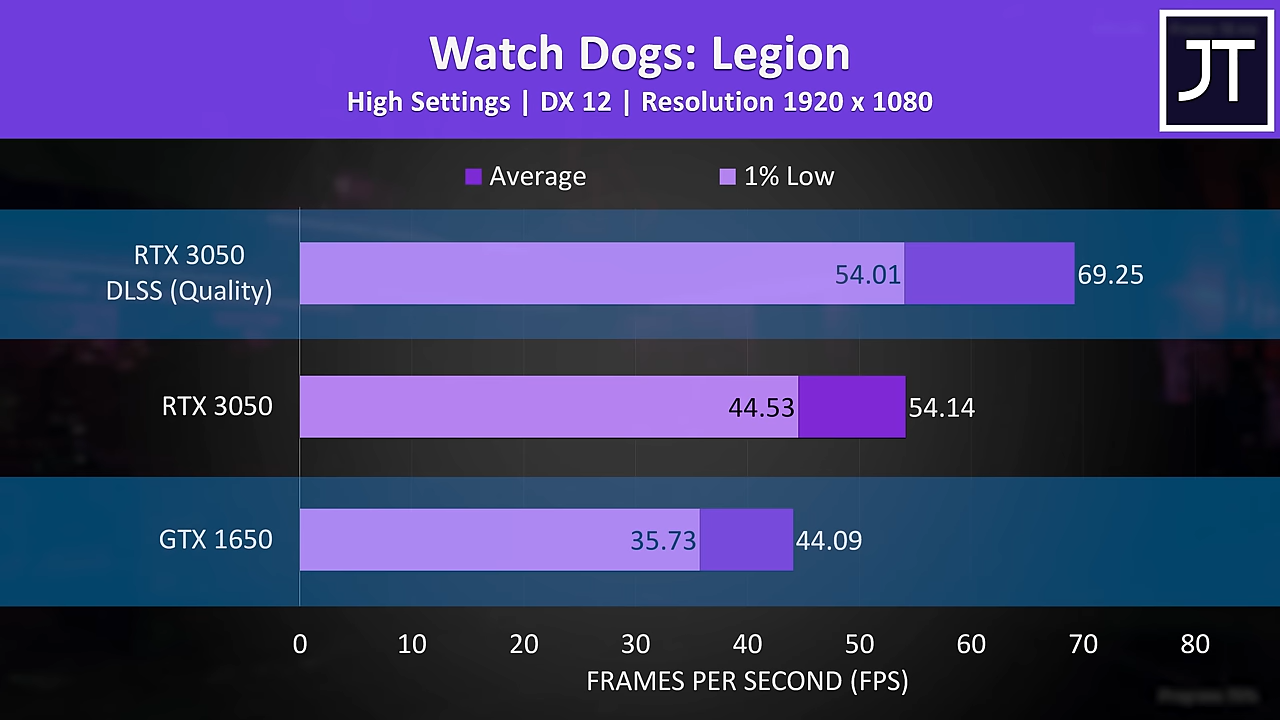 Watch Dogs: Legion
High Settings | DX 12 | Resolution 1920 x 1080
JT
Average
1% Low
RTX 3050
DLSS (Quality)
54.01
69.25
RTX 3050
44.53
54.14
GTX 1650
35.73
44.09
0 10 20 30 40 50 60 70 80
FRAMES PER SECOND (FPS)